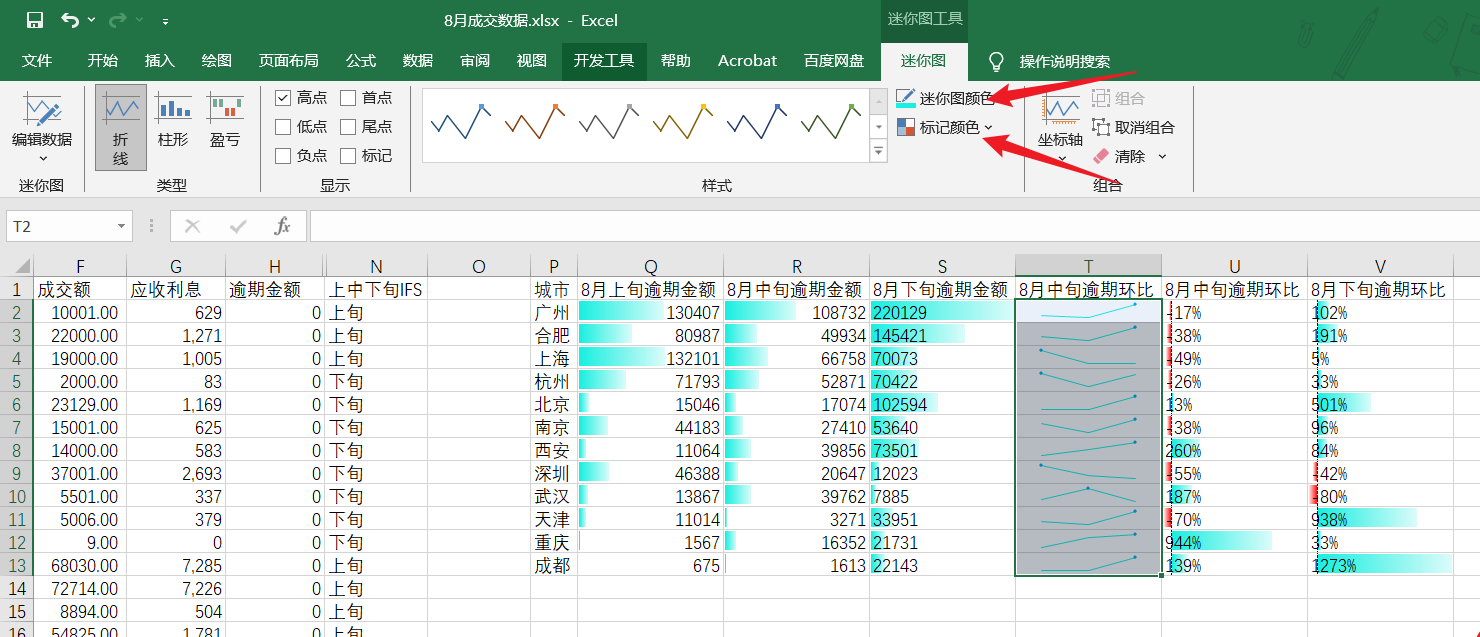 8月成交数据.xlsx - Excel
迷你图工具
文件 开始 插入 绘图 页面布局 公式 数据 审阅 视图 开发工具 帮助 Acrobat 百度网盘 迷你图 操作说明搜索
编辑数据
迷你图
折线
柱形
盈亏
类型
高点 首点
低点 尾点
负点 标记
显示
样式
迷你图颜色
标记颜色
坐标轴
组合
取消组合
清除
组合
T2
fx
F G H N O P Q R S T U V
1 成交额 应收利息 逾期金额 上中下旬IFS 城市 8月上旬逾期金额 8月中旬逾期金额 8月下旬逾期金额 8月中旬逾期环比 8月中旬逾期环比 8月下旬逾期环比
2 10001.00 629 0 上旬 广州 130407 108732 220129 -17% 102%
3 22000.00 1,271 0 上旬 合肥 80987 49934 145421 -38% 191%
4 19000.00 1,005 0 上旬 上海 132101 66758 70073 -49% 5%
5 2000.00 83 0 下旬 杭州 71793 52871 70422 -26% 33%
6 23129.00 1,169 0 下旬 北京 15046 17074 102594 13% 501%
7 15001.00 625 0 下旬 南京 44183 27410 53640 -38% 96%
8 14000.00 583 0 下旬 西安 11064 39856 73501 260% 84%
9 37001.00 2,693 0 下旬 深圳 46388 20647 12023 -55% -42%
10 5501.00 337 0 下旬 武汉 13867 39762 7885 187% -80%
11 5006.00 379 0 下旬 天津 11014 3271 33951 -70% 938%
12 9.00 0 0 下旬 重庆 1567 16352 21731 944% 33%
13 68030.00 7,285 0 上旬 成都 675 1613 22143 139% 1273%
14 72714.00 7,226 0 上旬
15 8894.00 504 0 上旬
16 54825.00 1,781 0 上旬